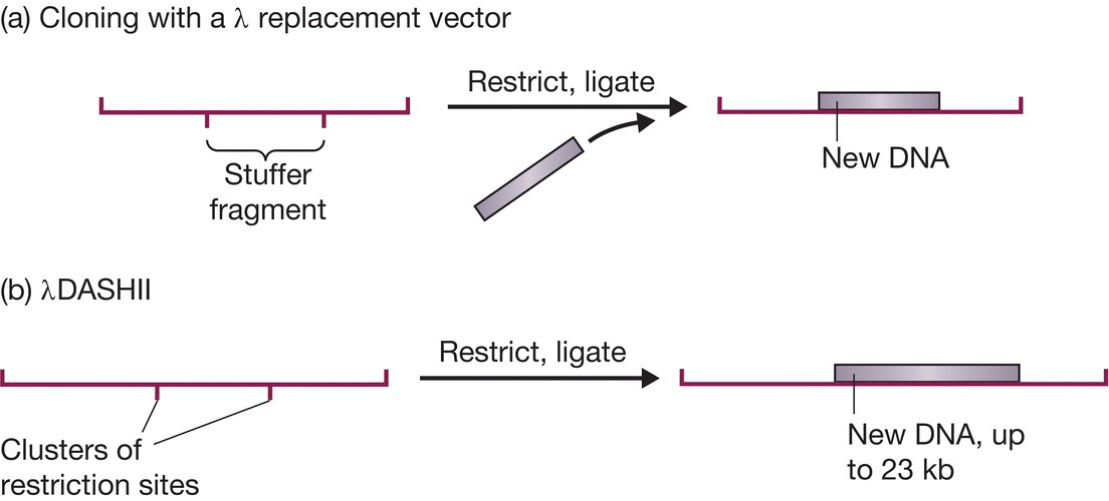 (a) Cloning with a λ replacement vector
Restrict, ligate
Stuffer
fragment
New DNA
(b) λDASHII
Restrict, ligate
Clusters of
restriction sites
New DNA, up
to 23 kb